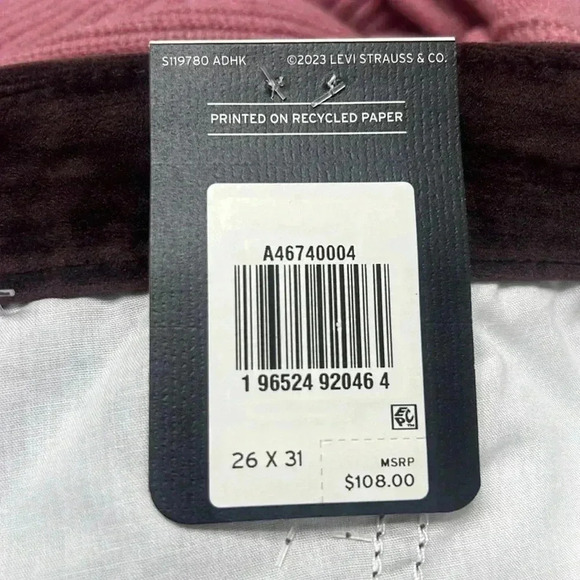 S119780 ADHK ©2023 LEVI STRAUSS & CO.
PRINTED ON RECYCLED PAPER
A46740004
1 96524 92046 4
EPC
26 X 31
MSRP
$108.00